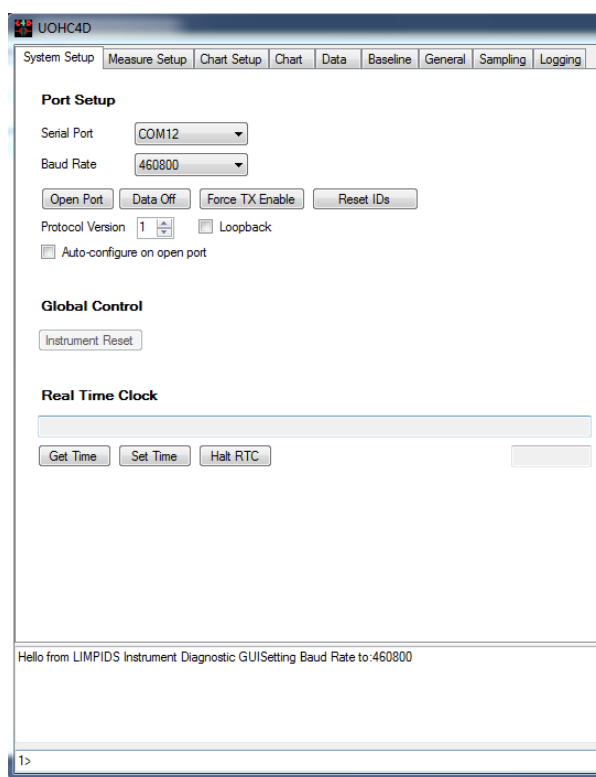 UOHC4D
System Setup Measure Setup Chart Setup Chart Data Baseline General Sampling Logging
Port Setup
Serial Port COM12
Baud Rate 460800
Open Port Data Off Force TX Enable Reset IDs
Protocol Version 1 Loopback
Auto-configure on open port
Global Control
Instrument Reset
Real Time Clock
Get Time Set Time Halt RTC
Hello from LIMPIDS Instrument Diagnostic GUISetting Baud Rate to:460800
1>